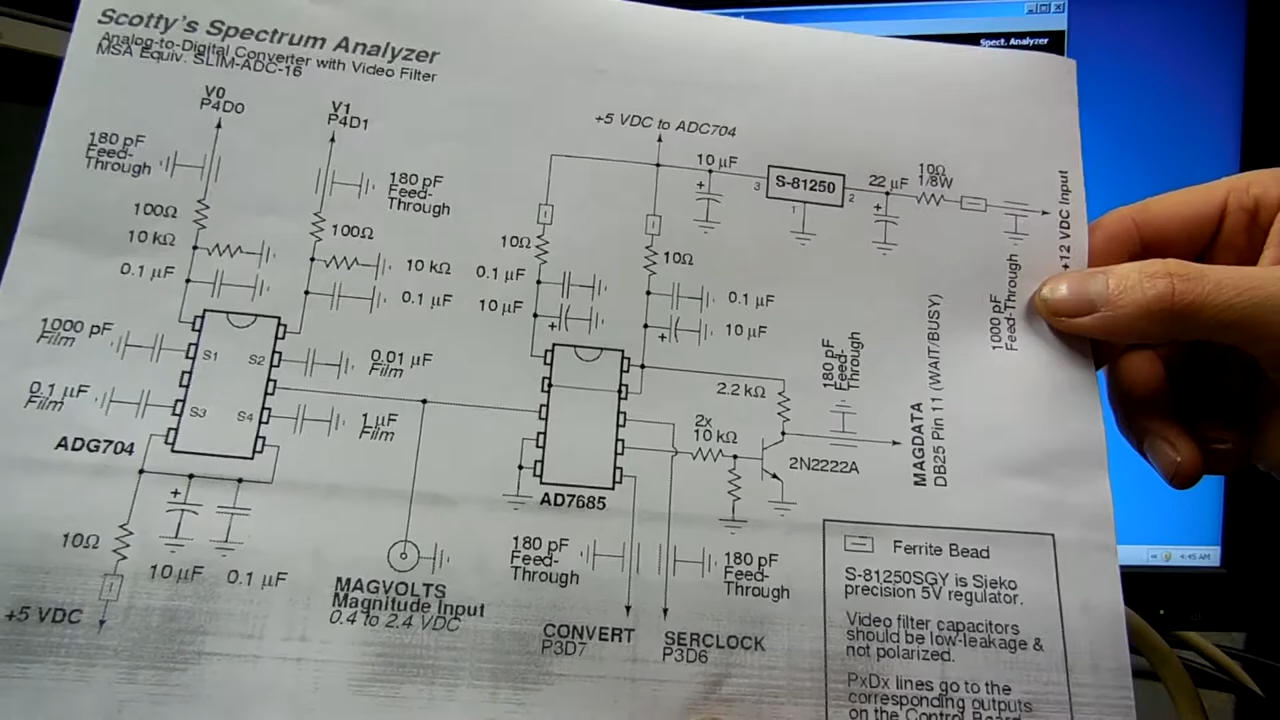 Scotty's Spectrum Analyzer
Analog-to-Digital Converter with Video Filter
MSA Equiv. SLIM-ADC-16
Spect. Analyzer
V0
P4D0
V1
P4D1
180 pF
Feed-
Through
180 pF
Feed-
Through
100Ω
10 kΩ
0.1 µF
100Ω
10 kΩ
0.1 µF
1000 pF
Film
0.1 µF
Film
S1
S2
S3
S4
0.01 µF
Film
1 µF
Film
ADG704
10Ω
10 µF
0.1 µF
+5 VDC
MAGVOLTS
Magnitude Input
0.4 to 2.4 VDC
+5 VDC to ADC704
10 µF
3
S-81250
2
1
22 µF
10Ω
1/8W
+12 VDC Input
1000 pF
Feed-Through
10Ω
0.1 µF
10 µF
10Ω
0.1 µF
10 µF
AD7685
2.2 kΩ
2x
10 kΩ
2N2222A
180 pF
Feed-
Through
MAGDATA
DB25 Pin 11 (WAIT/BUSY)
180 pF
Feed-
Through
180 pF
Feed-
Through
CONVERT
P3D7
SERCLOCK
P3D6
Ferrite Bead
S-81250SGY is Sieko
precision 5V regulator.
Video filter capacitors
should be low-leakage &
not polarized.
PxDx lines go to the
corresponding outputs
on the Control Board
4:45 AM